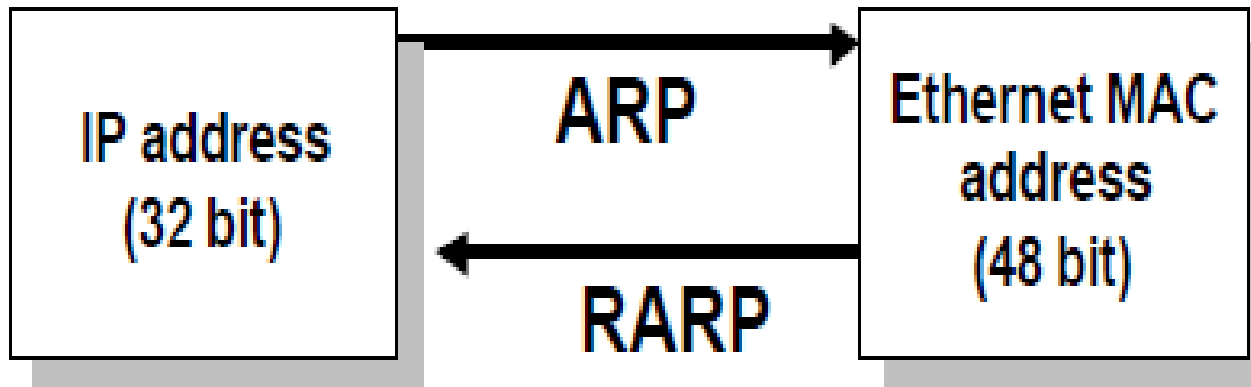 IP address
(32 bit)
ARP
RARP
Ethernet MAC
address
(48 bit)